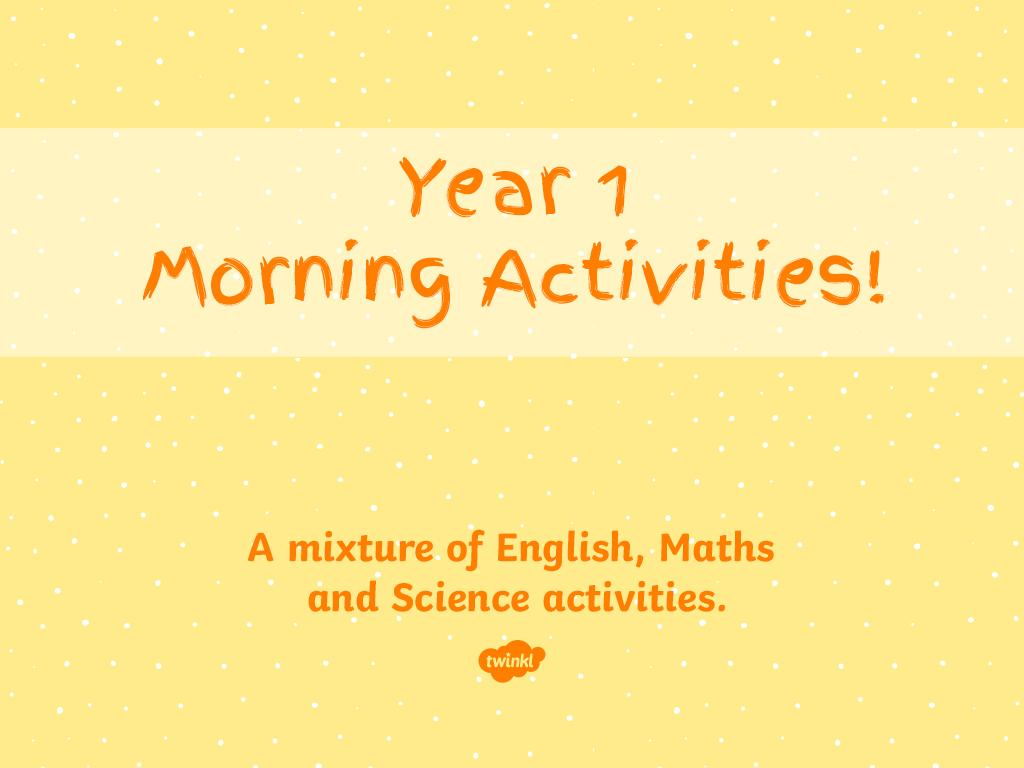 Year 1
Morning Activities!
A mixture of English, Maths
and Science activities.
twinkl